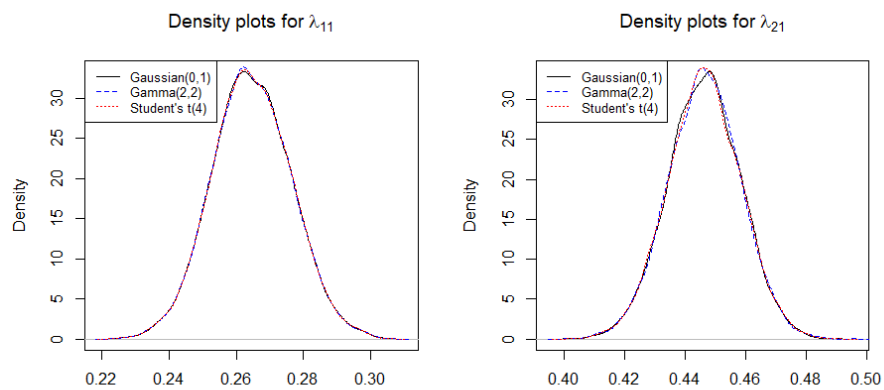 Density plots for λ11
Density
0 5 10 15 20 25 30
Gaussian(0,1)
Gamma(2,2)
Student's t(4)
0.22 0.24 0.26 0.28 0.30
Density plots for λ21
Density
0 5 10 15 20 25 30
Gaussian(0,1)
Gamma(2,2)
Student's t(4)
0.40 0.42 0.44 0.46 0.48 0.50